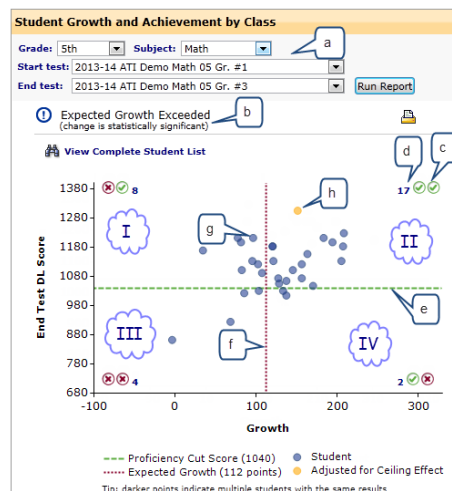 Student Growth and Achievement by Class
Grade: 5th Subject: Math
a
Start test: 2013-14 ATI Demo Math 05 Gr. #1
End test: 2013-14 ATI Demo Math 05 Gr. #3 Run Report
Expected Growth Exceeded
(change is statistically significant)
b
View Complete Student List
d
c
1380
8
17
h
I
g
II
1280
1180
1080
e
980
III
f
IV
880
780
4
2
680
End Test DL Score
-100 0 100 200 300
Growth
Proficiency Cut Score (1040) Student
Expected Growth (112 points) Adjusted for Ceiling Effect
Tip: darker points indicate multiple students with the same results